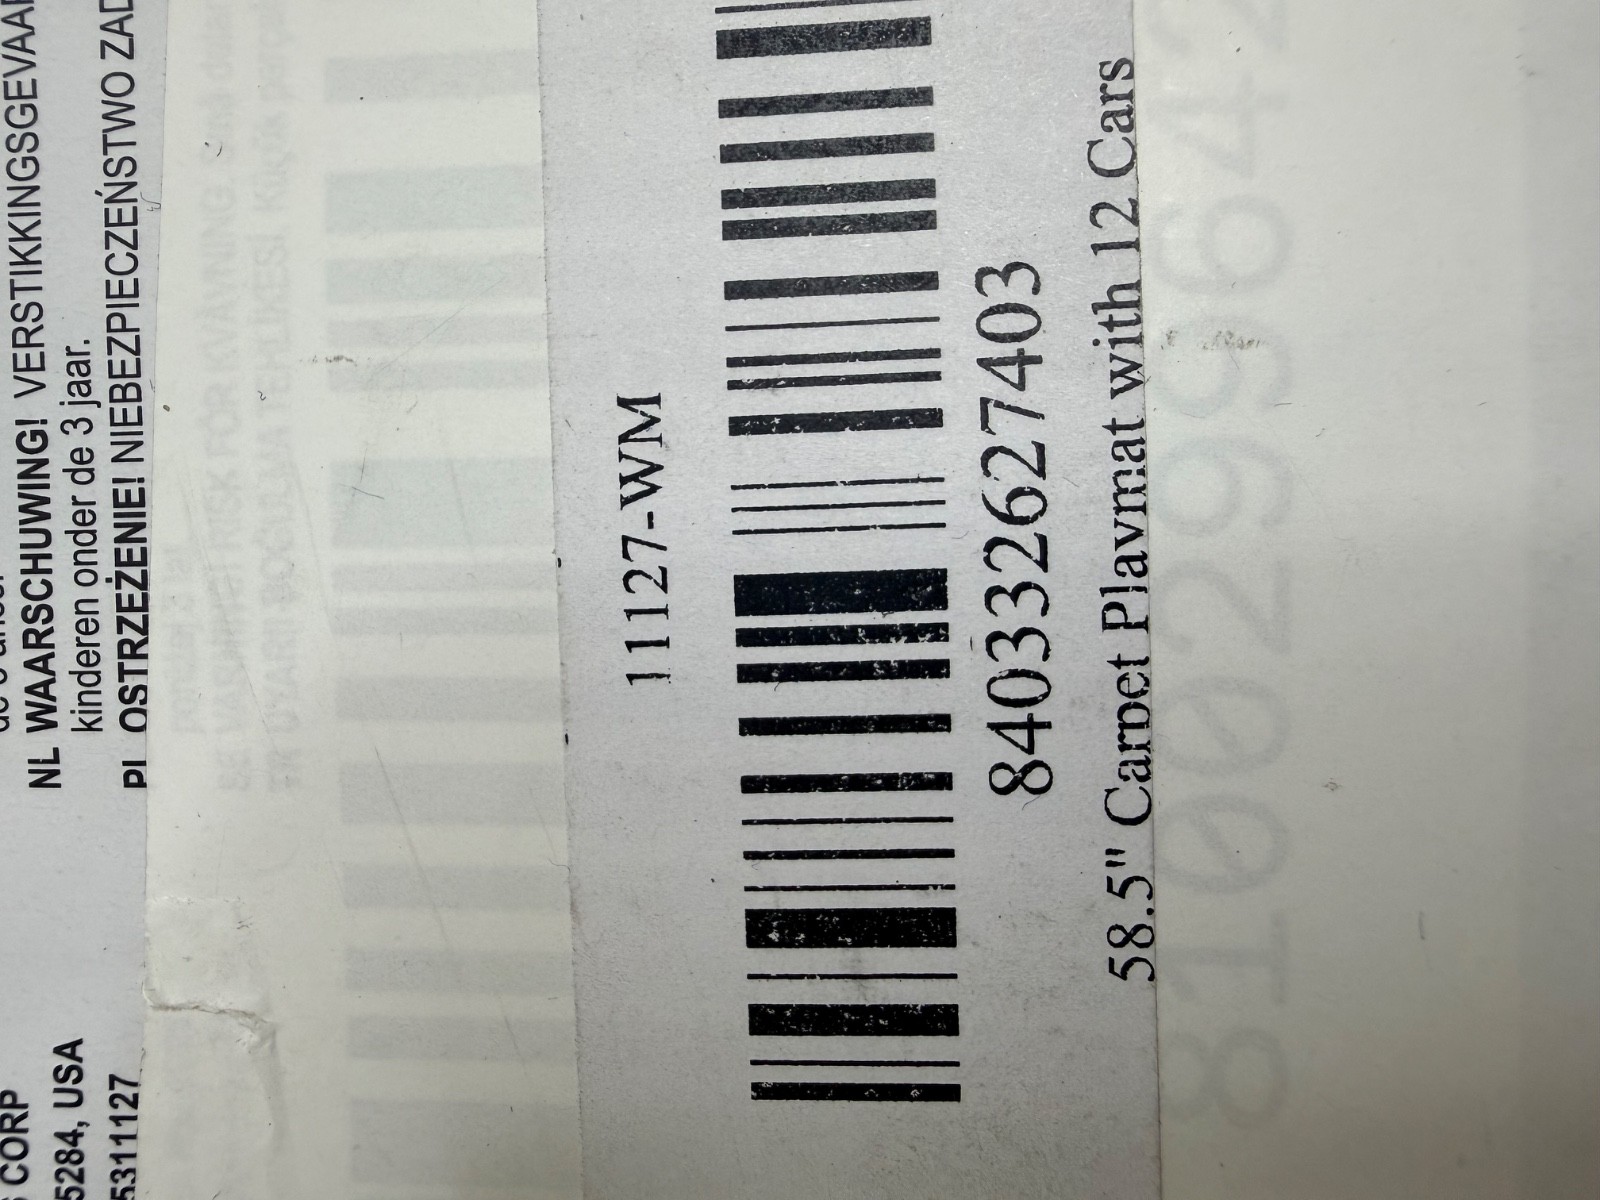 NL WAARSCHUWING! VERSTIKKINGSGEVAAR
kinderen onder de 3 jaar.
PL OSTRZEŻENIE! NIEBEZPIECZEŃSTWO ZAD
CORP
5284, USA
5311127
11127-WM
840332627403
58.5" Carpet Playmat with 12 Cars